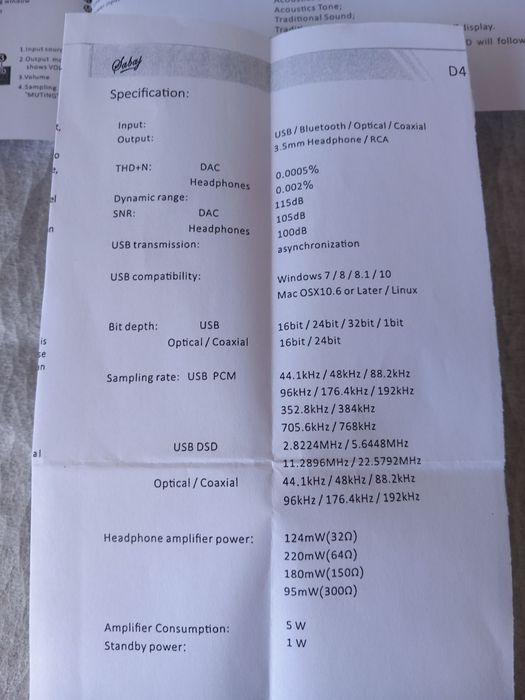 Acoustics Tone;
Traditional Sound;
display.
will follow
1.Input
2.Output
shows VOL
3.Volume
4.Sampling
"MUTING"
Sabaj
D4
Specification:
Input: USB / Bluetooth / Optical / Coaxial
Output: 3.5mm Headphone / RCA
THD+N: DAC 0.0005%
Headphones 0.002%
Dynamic range: 115dB
SNR: DAC 105dB
Headphones 100dB
USB transmission: asynchronization
USB compatibility: Windows 7 / 8 / 8.1 / 10
Mac OSX10.6 or Later / Linux
Bit depth: USB 16bit / 24bit / 32bit / 1bit
Optical / Coaxial 16bit / 24bit
Sampling rate: USB PCM 44.1kHz / 48kHz / 88.2kHz
96kHz / 176.4kHz / 192kHz
352.8kHz / 384kHz
705.6kHz / 768kHz
USB DSD 2.8224MHz / 5.6448MHz
11.2896MHz / 22.5792MHz
Optical / Coaxial 44.1kHz / 48kHz / 88.2kHz
96kHz / 176.4kHz / 192kHz
Headphone amplifier power: 124mW(32Ω)
220mW(64Ω)
180mW(150Ω)
95mW(300Ω)
Amplifier Consumption: 5 W
Standby power: 1 W